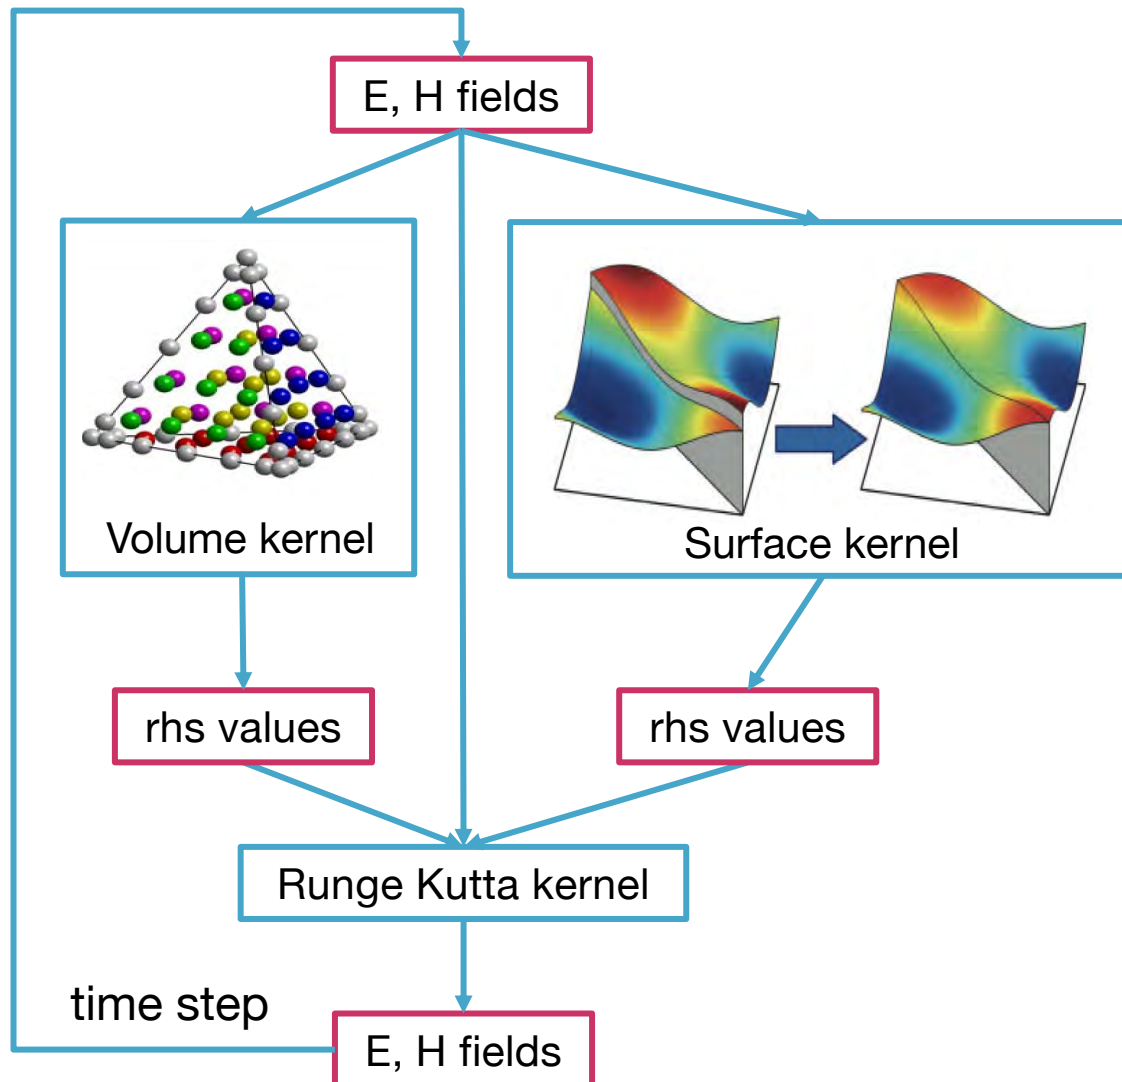 E, H fields
Volume kernel
Surface kernel
rhs values
rhs values
Runge Kutta kernel
time step
E, H fields